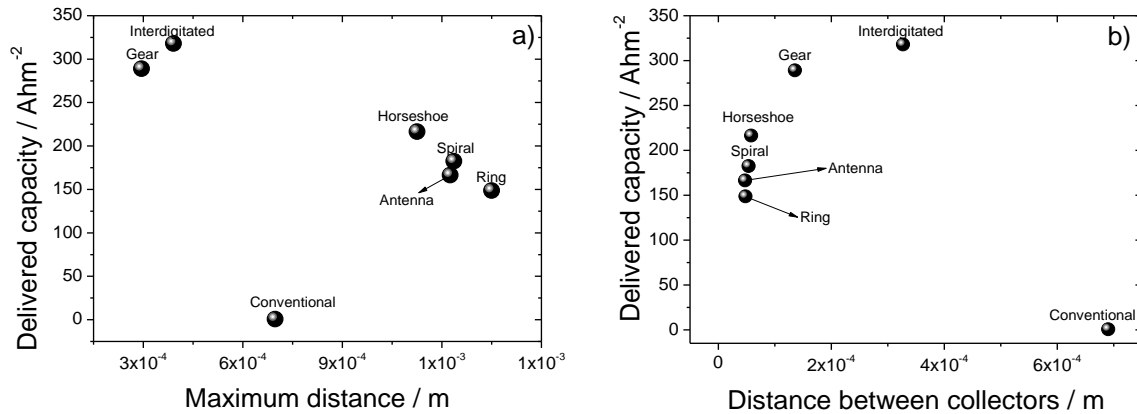 350
300
250
200
150
100
50
0
Delivered capacity / Ahm⁻²
a)
Interdigitated
Gear
Horseshoe
Spiral
Ring
Antenna
Conventional
3x10⁻⁴
6x10⁻⁴
9x10⁻⁴
1x10⁻³
1x10⁻³
Maximum distance / m
350
300
250
200
150
100
50
0
Delivered capacity / Ahm⁻²
b)
Interdigitated
Gear
Horseshoe
Spiral
Antenna
Ring
Conventional
0
2x10⁻⁴
4x10⁻⁴
6x10⁻⁴
Distance between collectors / m